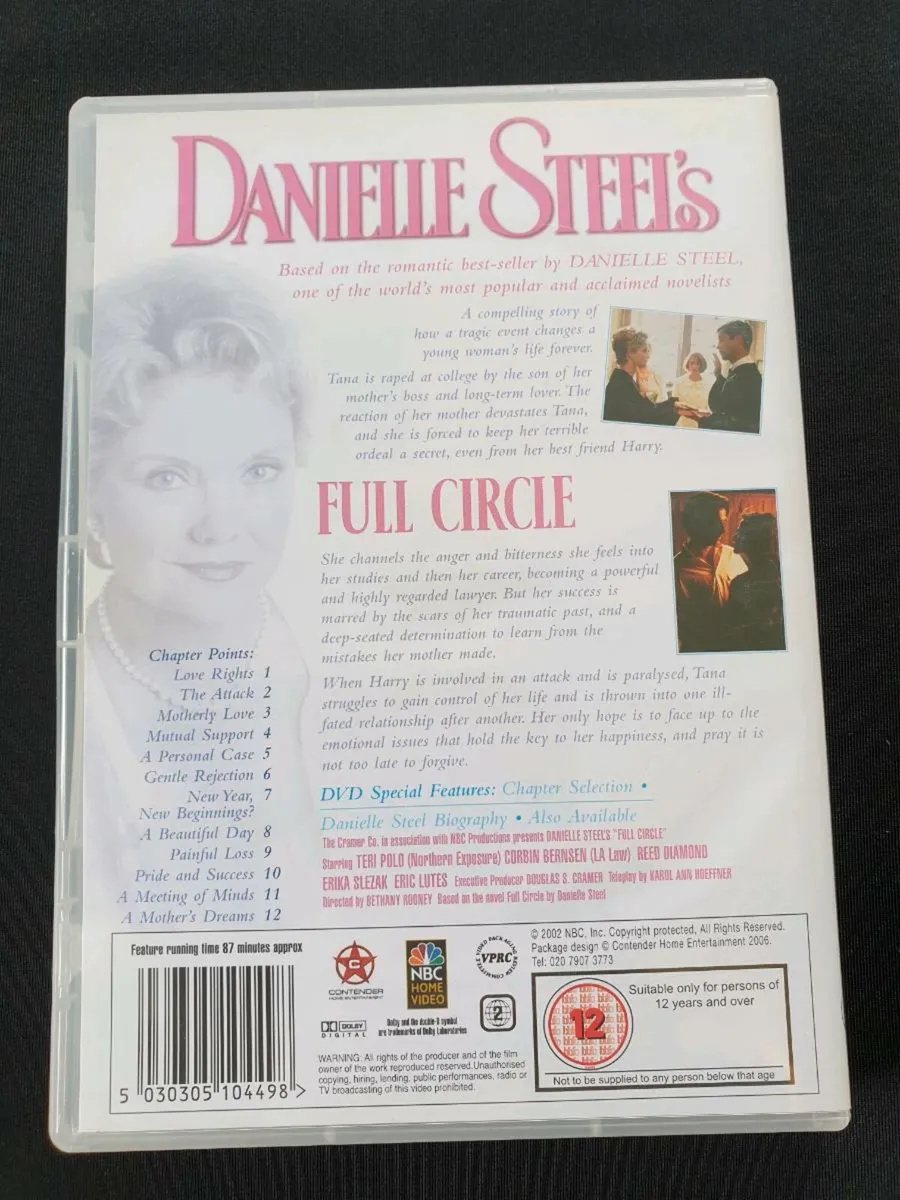 DANIELLE STEEL'S
Based on the romantic best-seller by DANIELLE STEEL,
one of the world's most popular and acclaimed novelists
A compelling story of
how a tragic event changes a
young woman's life forever.
Tana is raped at college by the son of her
mother's boss and long-term lover. The
reaction of her mother devastates Tana,
and she is forced to keep her terrible
ordeal a secret, even from her best friend Harry.
FULL CIRCLE
She channels the anger and bitterness she feels into
her studies and then her career, becoming a powerful
and highly regarded lawyer. But her success is
marred by the scars of her traumatic past, and a
deep-seated determination to learn from the
mistakes her mother made.
When Harry is involved in an attack and is paralysed, Tana
struggles to gain control of her life and is thrown into one ill-
fated relationship after another. Her only hope is to face up to the
emotional issues that hold the key to her happiness, and pray it is
not too late to forgive.
Chapter Points:
Love Rights 1
The Attack 2
Motherly Love 3
Mutual Support 4
A Personal Case 5
Gentle Rejection 6
New Year, 7
New Beginnings?
A Beautiful Day 8
Painful Loss 9
Pride and Success 10
A Meeting of Minds 11
A Mother's Dreams 12
DVD Special Features: Chapter Selection •
Danielle Steel Biography • Also Available
The Cramer Co. in association with NBC Productions presents DANIELLE STEEL'S "FULL CIRCLE"
Starring TERI POLO (Northern Exposure) CORBIN BERNSEN (LA Law) REED DIAMOND
ERIKA SLEZAK ERIC LUTES Executive Producer DOUGLAS S. CRAMER Teleplay by KAROL ANN HOEFFNER
Directed by BETHANY ROONEY Based on the novel Full Circle by Danielle Steel
Feature running time 87 minutes approx
5 030305 104498 >
C
CONTENDER
HOME ENTERTAINMENT
NBC
HOME
VIDEO
VIDEO PACKAGING REVIEW COMMITTEE
VPRC
2
DOLBY
DIGITAL
Dolby and the double-D symbol
are trademarks of Dolby Laboratories
WARNING: All rights of the producer and of the film
owner of the work reproduced reserved. Unauthorised
copying, hiring, lending, public performances, radio or
TV broadcasting of this video prohibited.
© 2002 NBC, Inc. Copyright protected, All Rights Reserved.
Package design © Contender Home Entertainment 2006.
Tel: 020 7907 3773
12
Suitable only for persons of
12 years and over
Not to be supplied to any person below that age